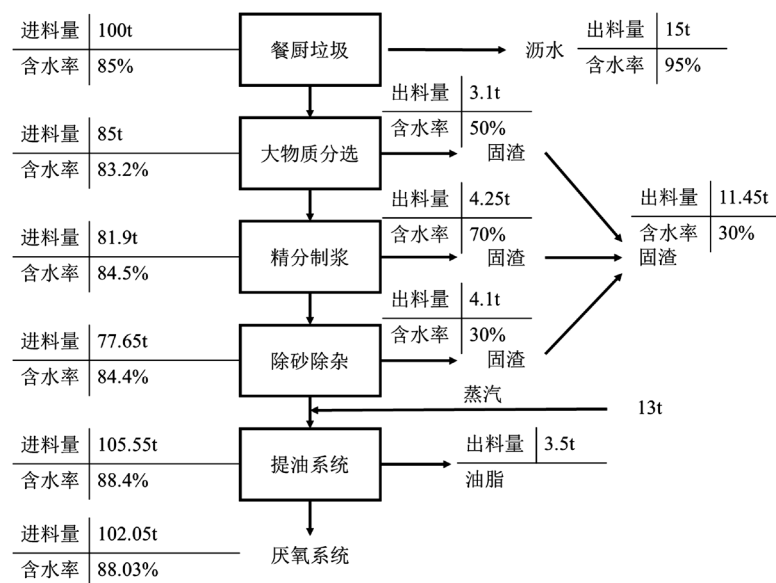 进料量 100t
含水率 85%
餐厨垃圾
沥水
出料量 15t
含水率 95%
出料量 3.1t
含水率 50%
固渣
进料量 85t
含水率 83.2%
大物质分选
出料量 4.25t
含水率 70%
固渣
出料量 11.45t
含水率 30%
固渣
进料量 81.9t
含水率 84.5%
精分制浆
出料量 4.1t
含水率 30%
固渣
进料量 77.65t
含水率 84.4%
除砂除杂
蒸汽
13t
进料量 105.55t
含水率 88.4%
提油系统
出料量 3.5t
油脂
进料量 102.05t
含水率 88.03%
厌氧系统